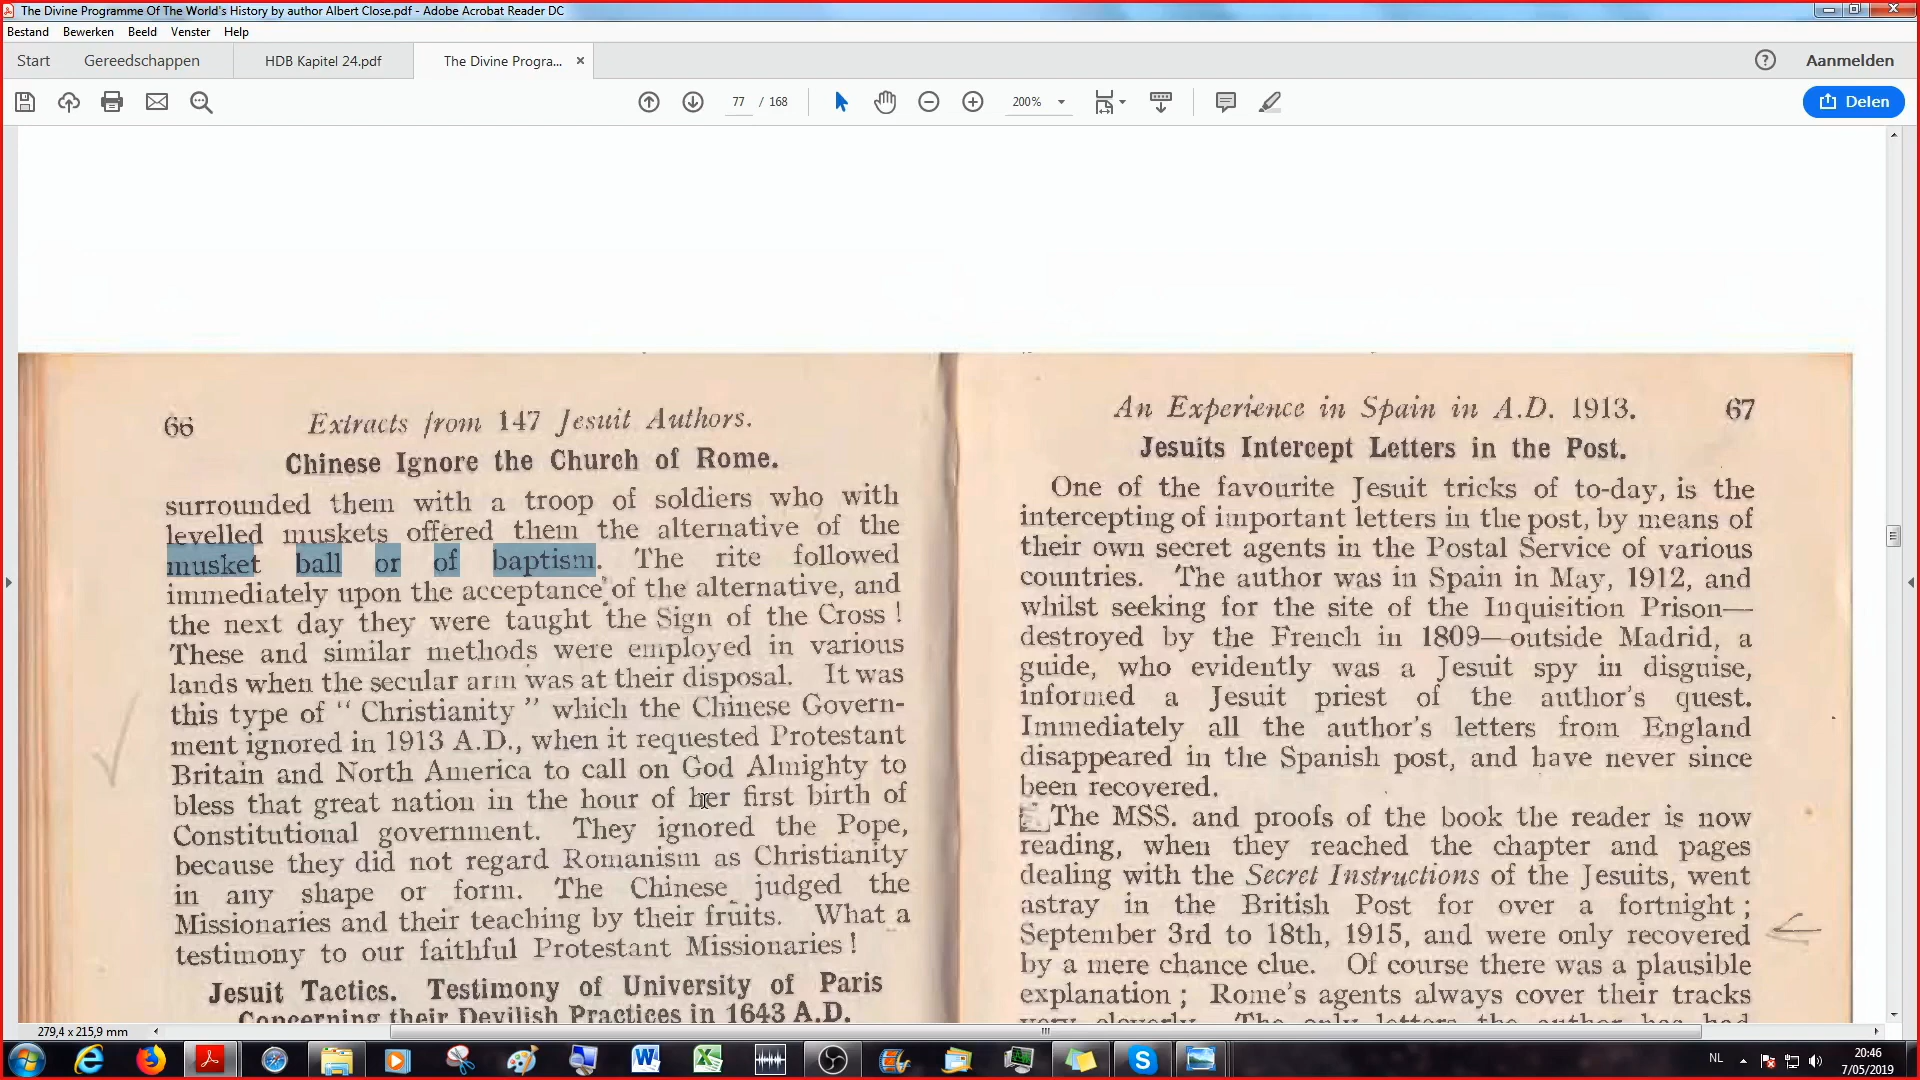 The Divine Programme Of The World's History by author Albert Close.pdf - Adobe Acrobat Reader DC
Bestand Bewerken Beeld Venster Help
Start Gereedschappen HDB Kapitel 24.pdf The Divine Progra... × Aanmelden
77 / 168 200% Delen
66 Extracts from 147 Jesuit Authors.
Chinese Ignore the Church of Rome.
surrounded them with a troop of soldiers who with
levelled muskets offered them the alternative of the
musket ball or of baptism. The rite followed
immediately upon the acceptance of the alternative, and
the next day they were taught the Sign of the Cross !
These and similar methods were employed in various
lands when the secular arm was at their disposal. It was
this type of “ Christianity ” which the Chinese Govern-
ment ignored in 1913 A.D., when it requested Protestant
Britain and North America to call on God Almighty to
bless that great nation in the hour of her first birth of
Constitutional government. They ignored the Pope,
because they did not regard Romanism as Christianity
in any shape or form. The Chinese judged the
Missionaries and their teaching by their fruits. What a
testimony to our faithful Protestant Missionaries !
Jesuit Tactics. Testimony of University of Paris
Concerning their Devilish Practices in 1643 A.D.
An Experience in Spain in A.D. 1913. 67
Jesuits Intercept Letters in the Post.
One of the favourite Jesuit tricks of to-day, is the
intercepting of important letters in the post, by means of
their own secret agents in the Postal Service of various
countries. The author was in Spain in May, 1912, and
whilst seeking for the site of the Inquisition Prison—
destroyed by the French in 1809—outside Madrid, a
guide, who evidently was a Jesuit spy in disguise,
informed a Jesuit priest of the author's quest.
Immediately all the author's letters from England
disappeared in the Spanish post, and have never since
been recovered.
The MSS. and proofs of the book the reader is now
reading, when they reached the chapter and pages
dealing with the Secret Instructions of the Jesuits, went
astray in the British Post for over a fortnight ;
September 3rd to 18th, 1915, and were only recovered
by a mere chance clue. Of course there was a plausible
explanation ; Rome's agents always cover their tracks
very cleverly. The only letters the author has had
279,4 x 215,9 mm
NL 20:46
7/05/2019